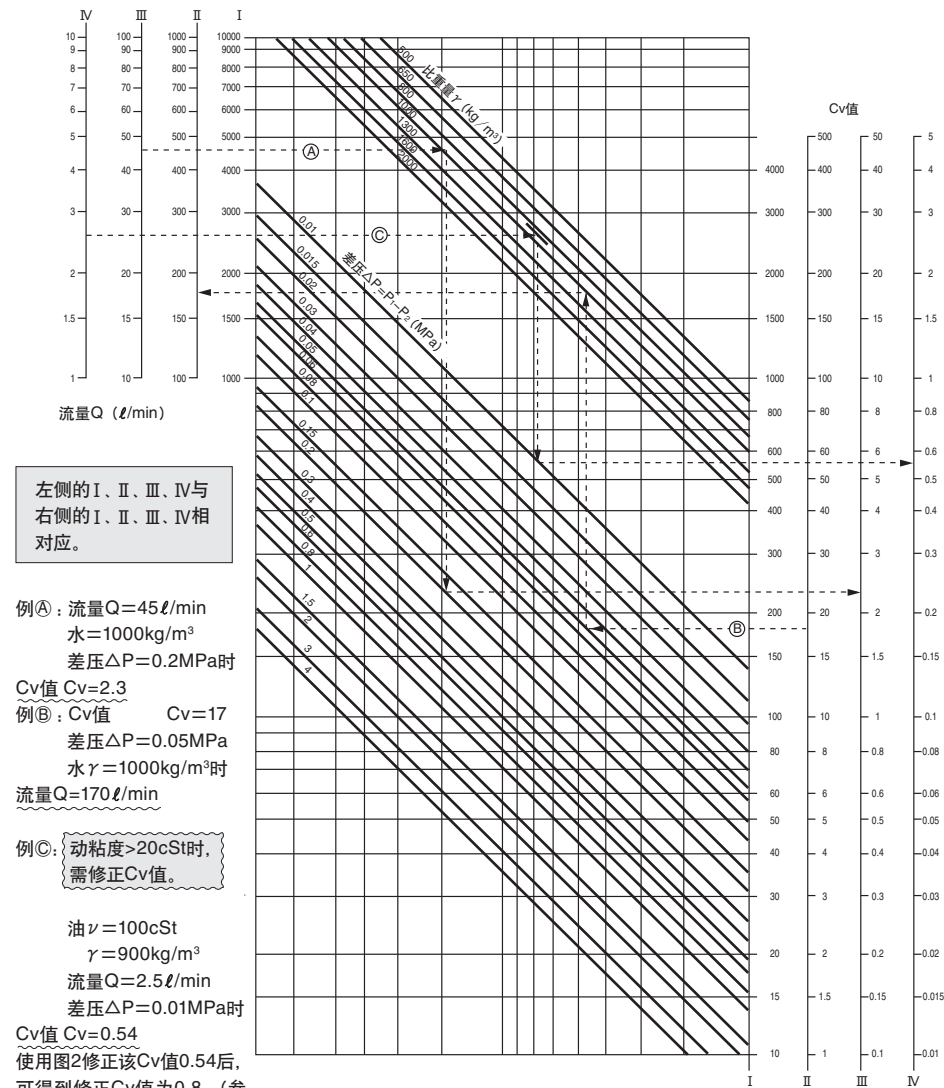 Ⅳ Ⅲ Ⅱ Ⅰ
10 100 1000 10000
9 90 900 9000
8 80 800 8000
7 70 700 7000
6 60 600 6000
5 50 500 5000
4 40 400 4000
3 30 300 3000
2 20 200 2000
1.5 15 150 1500
1 10 100 1000
流量Q（ℓ/min）
500
650
800
1000
1300
1600
2000
比重量γ（kg/m³）
Ⓐ
Ⓒ
Ⓑ
差压△P=P₁-P₂（MPa）
0.01
0.015
0.02
0.03
0.04
0.05
0.06
0.08
0.1
0.15
0.2
0.3
0.4
0.5
0.6
0.8
1
1.5
2
3
4
Cv值
500 50 5
4000 400 40 4
3000 300 30 3
2000 200 20 2
1500 150 15 1.5
1000 100 10 1
800 80 8 0.8
600 60 6 0.6
500 50 5 0.5
400 40 4 0.4
300 30 3 0.3
200 20 2 0.2
150 15 1.5 0.15
100 10 1 0.1
80 8 0.8 0.08
60 6 0.6 0.06
50 5 0.5 0.05
40 4 0.4 0.04
30 3 0.3 0.03
20 2 0.2 0.02
15 1.5 0.15 0.015
10 1 0.1 0.01
Ⅰ Ⅱ Ⅲ Ⅳ
左侧的Ⅰ、Ⅱ、Ⅲ、Ⅳ与
右侧的Ⅰ、Ⅱ、Ⅲ、Ⅳ相
对应。
例Ⓐ：流量Q=45ℓ/min
水=1000kg/m³
差压△P=0.2MPa时
Cv值 Cv=2.3
例Ⓑ：Cv值 Cv=17
差压△P=0.05MPa
水γ=1000kg/m³时
流量Q=170ℓ/min
例Ⓒ：动粘度>20cSt时，
需修正Cv值。
油ν=100cSt
γ=900kg/m³
流量Q=2.5ℓ/min
差压△P=0.01MPa时
Cv值 Cv=0.54
使用图2修正该Cv值0.54后，
可得到修正Cv值为0.8。（参